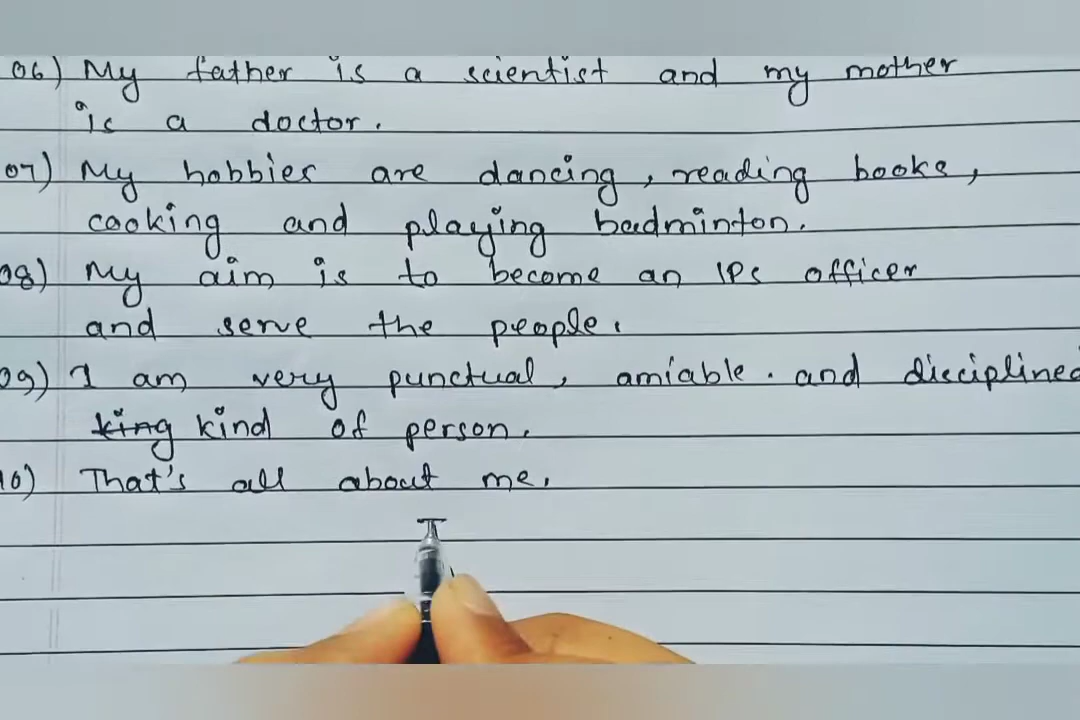 06) My father is a scientist and my mother
is a doctor.
07) My hobbies are dancing, reading books,
cooking and playing badminton.
08) My aim is to become an IPS officer
and serve the people.
09) I am very punctual, amiable. and disciplined
king kind of person.
10) That's all about me.
T